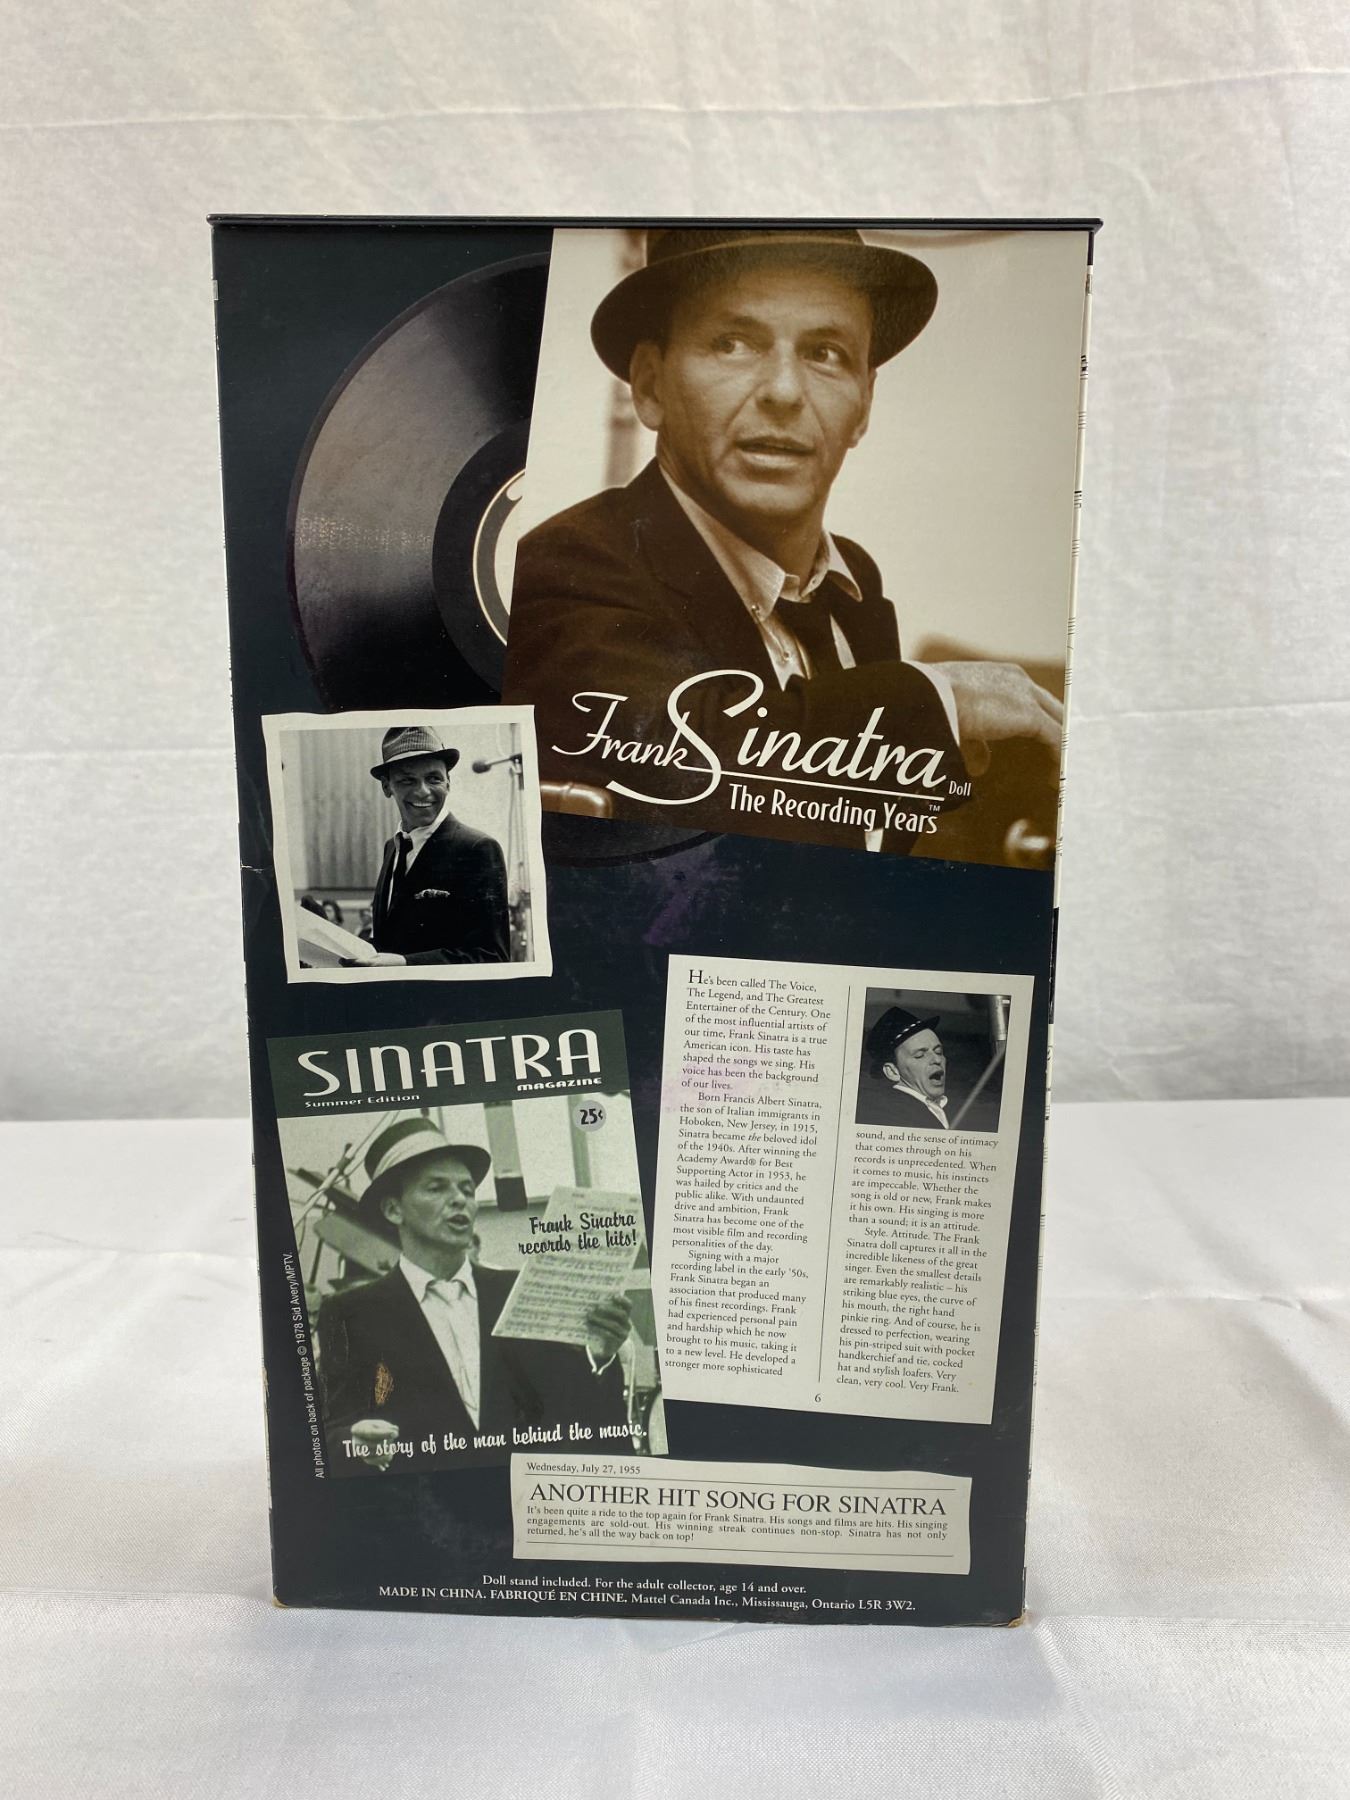 Frank Sinatra Doll
The Recording Years™
SINATRA
MAGAZINE
Summer Edition
25¢
Frank Sinatra
records the hits!
The story of the man behind the music.
All photos on back of package © 1978 Sid Avery/MPTV.
He's been called The Voice,
The Legend, and The Greatest
Entertainer of the Century. One
of the most influential artists of
our time, Frank Sinatra is a true
American icon. His taste has
shaped the songs we sing. His
voice has been the background
of our lives.
Born Francis Albert Sinatra,
the son of Italian immigrants in
Hoboken, New Jersey, in 1915,
Sinatra became the beloved idol
of the 1940s. After winning the
Academy Award® for Best
Supporting Actor in 1953, he
was hailed by critics and the
public alike. With undaunted
drive and ambition, Frank
Sinatra has become one of the
most visible film and recording
personalities of the day.
Signing with a major
recording label in the early '50s,
Frank Sinatra began an
association that produced many
of his finest recordings. Frank
had experienced personal pain
and hardship which he now
brought to his music, taking it
to a new level. He developed a
stronger more sophisticated
sound, and the sense of intimacy
that comes through on his
records is unprecedented. When
it comes to music, his instincts
are impeccable. Whether the
song is old or new, Frank makes
it his own. His singing is more
than a sound; it is an attitude.
Style. Attitude. The Frank
Sinatra doll captures it all in the
incredible likeness of the great
singer. Even the smallest details
are remarkably realistic – his
striking blue eyes, the curve of
his mouth, the right hand
pinkie ring. And of course, he is
dressed to perfection, wearing
his pin-striped suit with pocket
handkerchief and tie, cocked
hat and stylish loafers. Very
clean, very cool. Very Frank.
6
Wednesday, July 27, 1955
ANOTHER HIT SONG FOR SINATRA
It's been quite a ride to the top again for Frank Sinatra. His songs and films are hits. His singing
engagements are sold-out. His winning streak continues non-stop. Sinatra has not only
returned, he's all the way back on top!
Doll stand included. For the adult collector, age 14 and over.
MADE IN CHINA. FABRIQUÉ EN CHINE. Mattel Canada Inc., Mississauga, Ontario L5R 3W2.